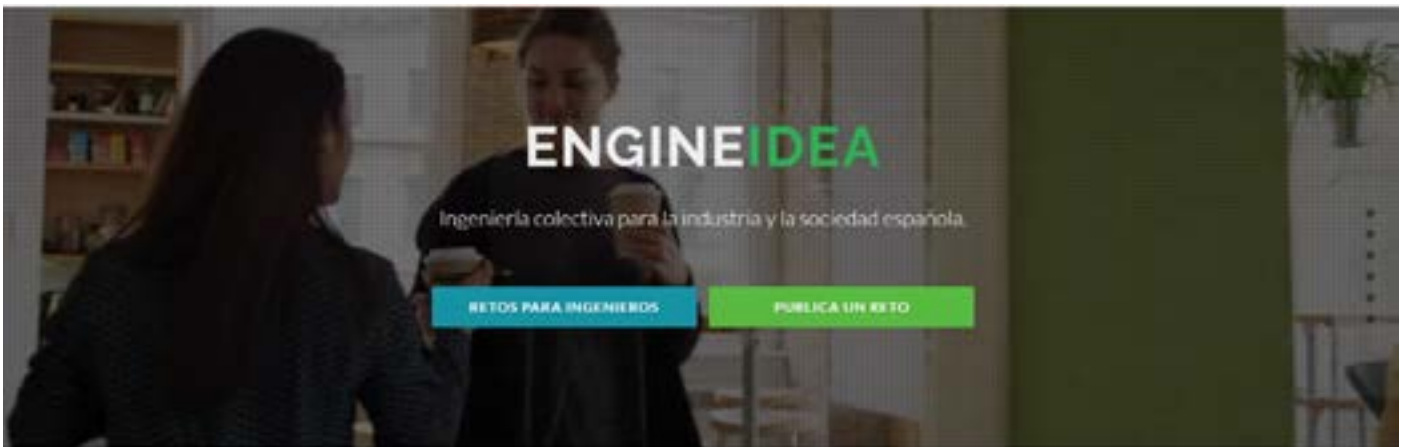 ENGINEIDEA
Ingeniería colectiva para la industria y la sociedad española.
RETOS PARA INGENIEROS
PUBLICA UN RETO